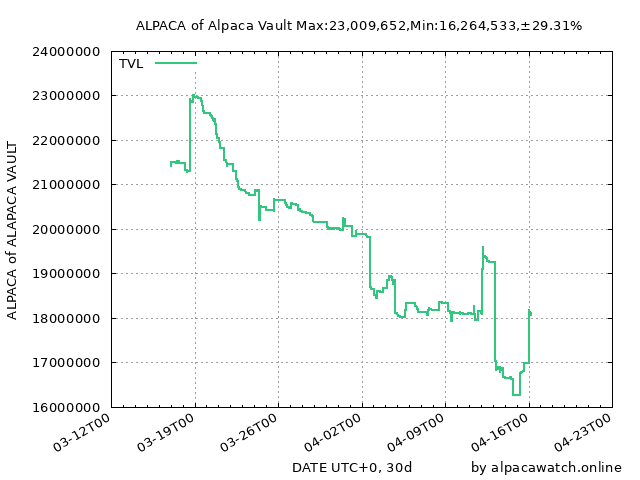 ALPACA of Alpaca Vault Max:23,009,652,Min:16,264,533,±29.31%
TVL
ALPACA of ALAPACA VAULT
24000000
23000000
22000000
21000000
20000000
19000000
18000000
17000000
16000000
03-12T00
03-19T00
03-26T00
04-02T00
04-09T00
04-16T00
04-23T00
DATE UTC+0, 30d
by alpacawatch.online